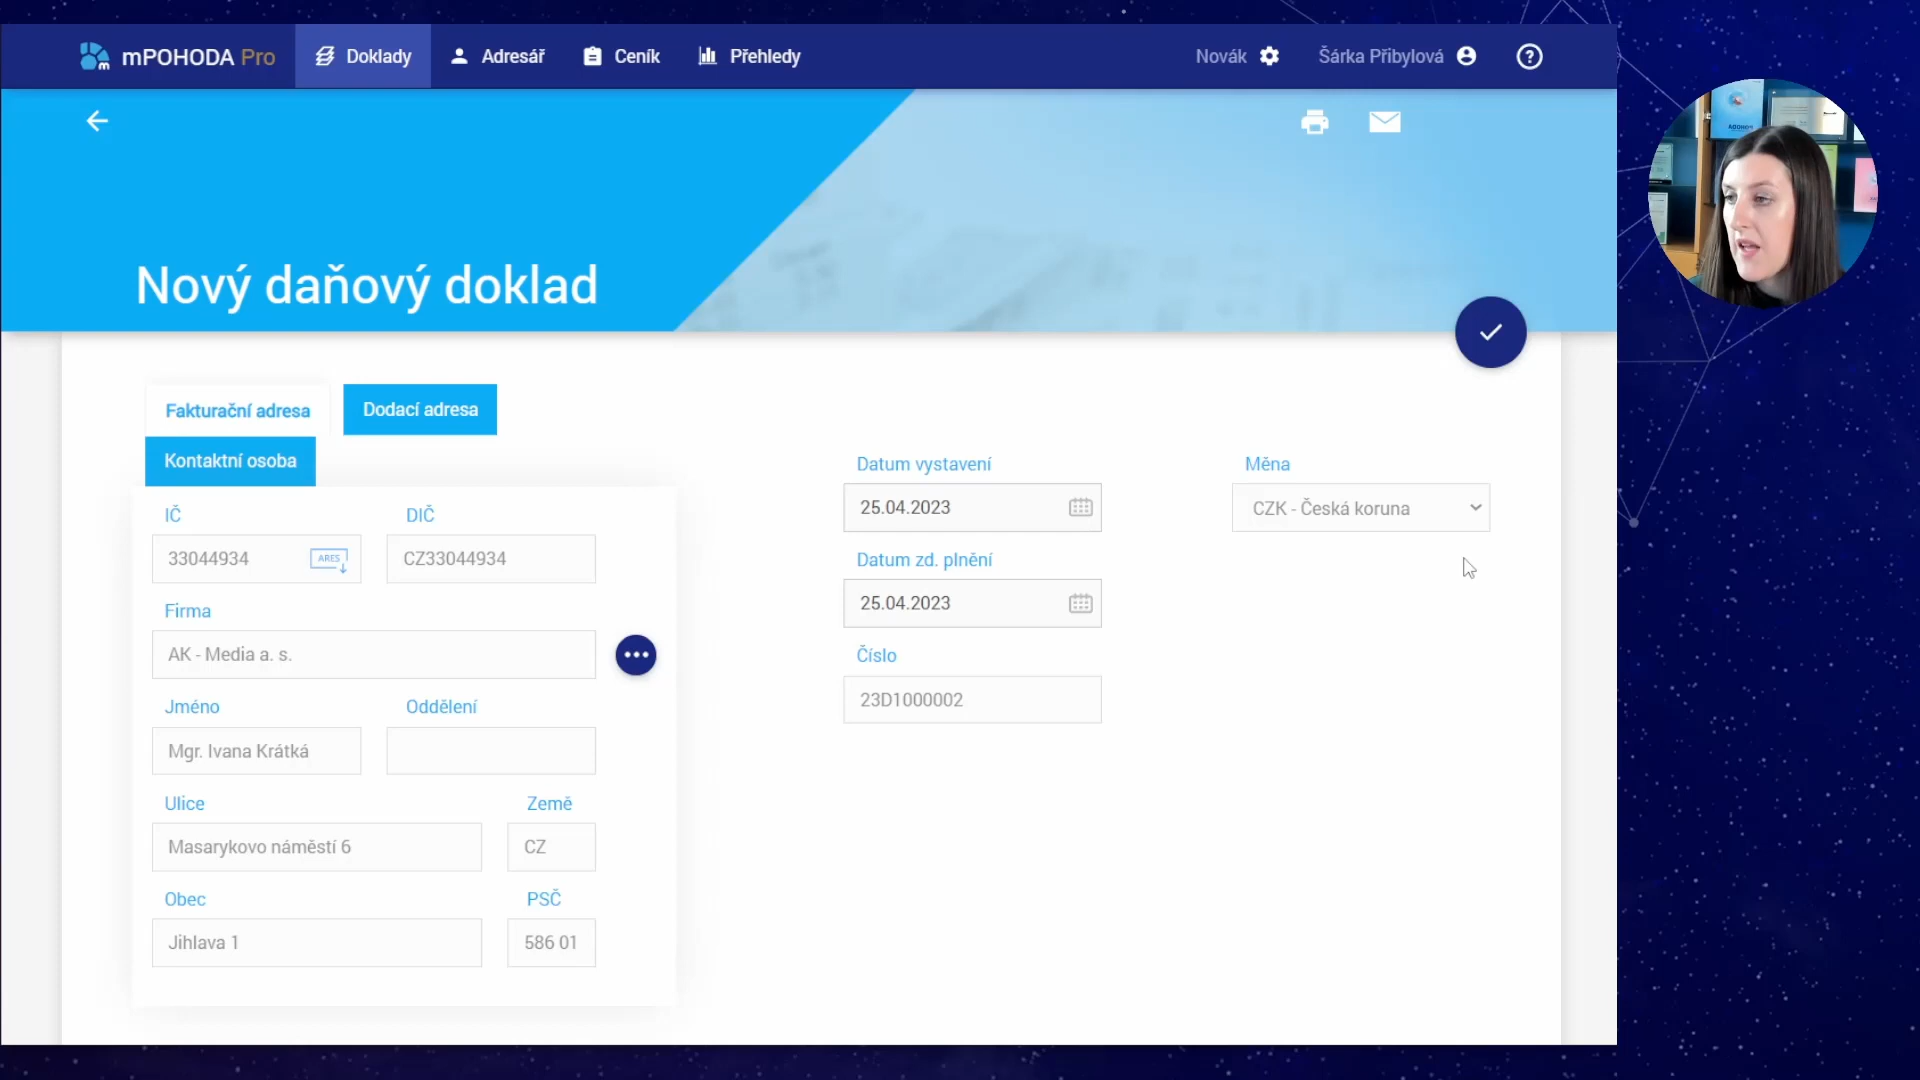 mPOHODA Pro Doklady Adresář Ceník Přehledy Novák Šárka Přibylová ?
Nový daňový doklad
Fakturační adresa Dodací adresa
Kontaktní osoba
IČ DIČ
33044934 ARES CZ33044934
Firma
AK - Media a. s.
Jméno Oddělení
Mgr. Ivana Krátká
Ulice Země
Masarykovo náměstí 6 CZ
Obec PSČ
Jihlava 1 586 01
Datum vystavení
25.04.2023
Datum zd. plnění
25.04.2023
Číslo
23D1000002
Měna
CZK - Česká koruna